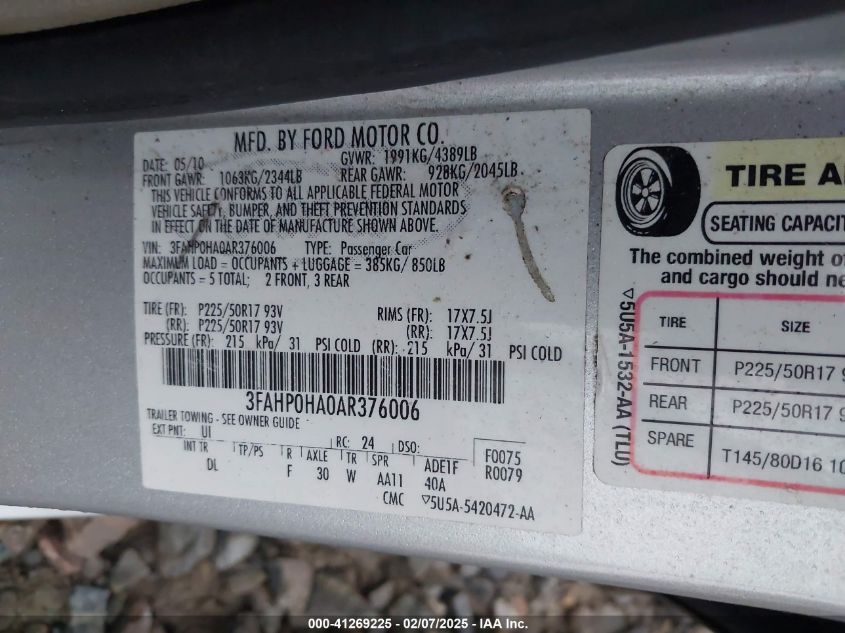 MFD. BY FORD MOTOR CO.
DATE: 05/10 GVWR: 1991KG/4389LB
FRONT GAWR: 1063KG/2344LB REAR GAWR: 928KG/2045LB
THIS VEHICLE CONFORMS TO ALL APPLICABLE FEDERAL MOTOR
VEHICLE SAFETY, BUMPER, AND THEFT PREVENTION STANDARDS
IN EFFECT ON THE DATE OF MANUFACTURE SHOWN ABOVE.
VIN: 3FAHP0HA0AR376006 TYPE: Passenger Car
MAXIMUM LOAD = OCCUPANTS + LUGGAGE = 385KG/ 850LB
OCCUPANTS = 5 TOTAL; 2 FRONT, 3 REAR
TIRE (FR): P225/50R17 93V RIMS (FR): 17X7.5J
(RR): P225/50R17 93V (RR): 17X7.5J
PRESSURE (FR): 215 kPa/ 31 PSI COLD (RR): 215 kPa/ 31 PSI COLD
3FAHP0HA0AR376006
TRAILER TOWING - SEE OWNER GUIDE
EXT PNT: UI RC: 24 DSO: F0075
INT TR TP/PS R AXLE TR SPR ADE1F R0079
DL F 30 W AA11 40A
CMC ▽5U5A-5420472-AA
▽5U5A-1532-AA (TLU)
TIRE A
SEATING CAPACIT
The combined weight of
and cargo should ne
TIRE SIZE
FRONT P225/50R17 9
REAR P225/50R17 9
SPARE T145/80D16 10
000-41269225 - 02/07/2025 - IAAI.com